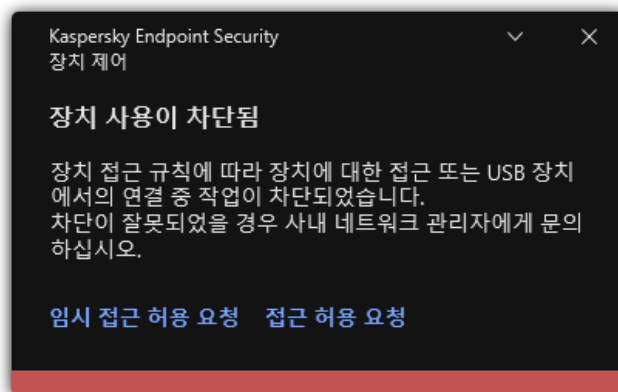 Kaspersky Endpoint Security
장치 제어
장치 사용이 차단됨
장치 접근 규칙에 따라 장치에 대한 접근 또는 USB 장치
에서의 연결 중 작업이 차단되었습니다.
차단이 잘못되었을 경우 사내 네트워크 관리자에게 문의
하십시오.
임시 접근 허용 요청 접근 허용 요청